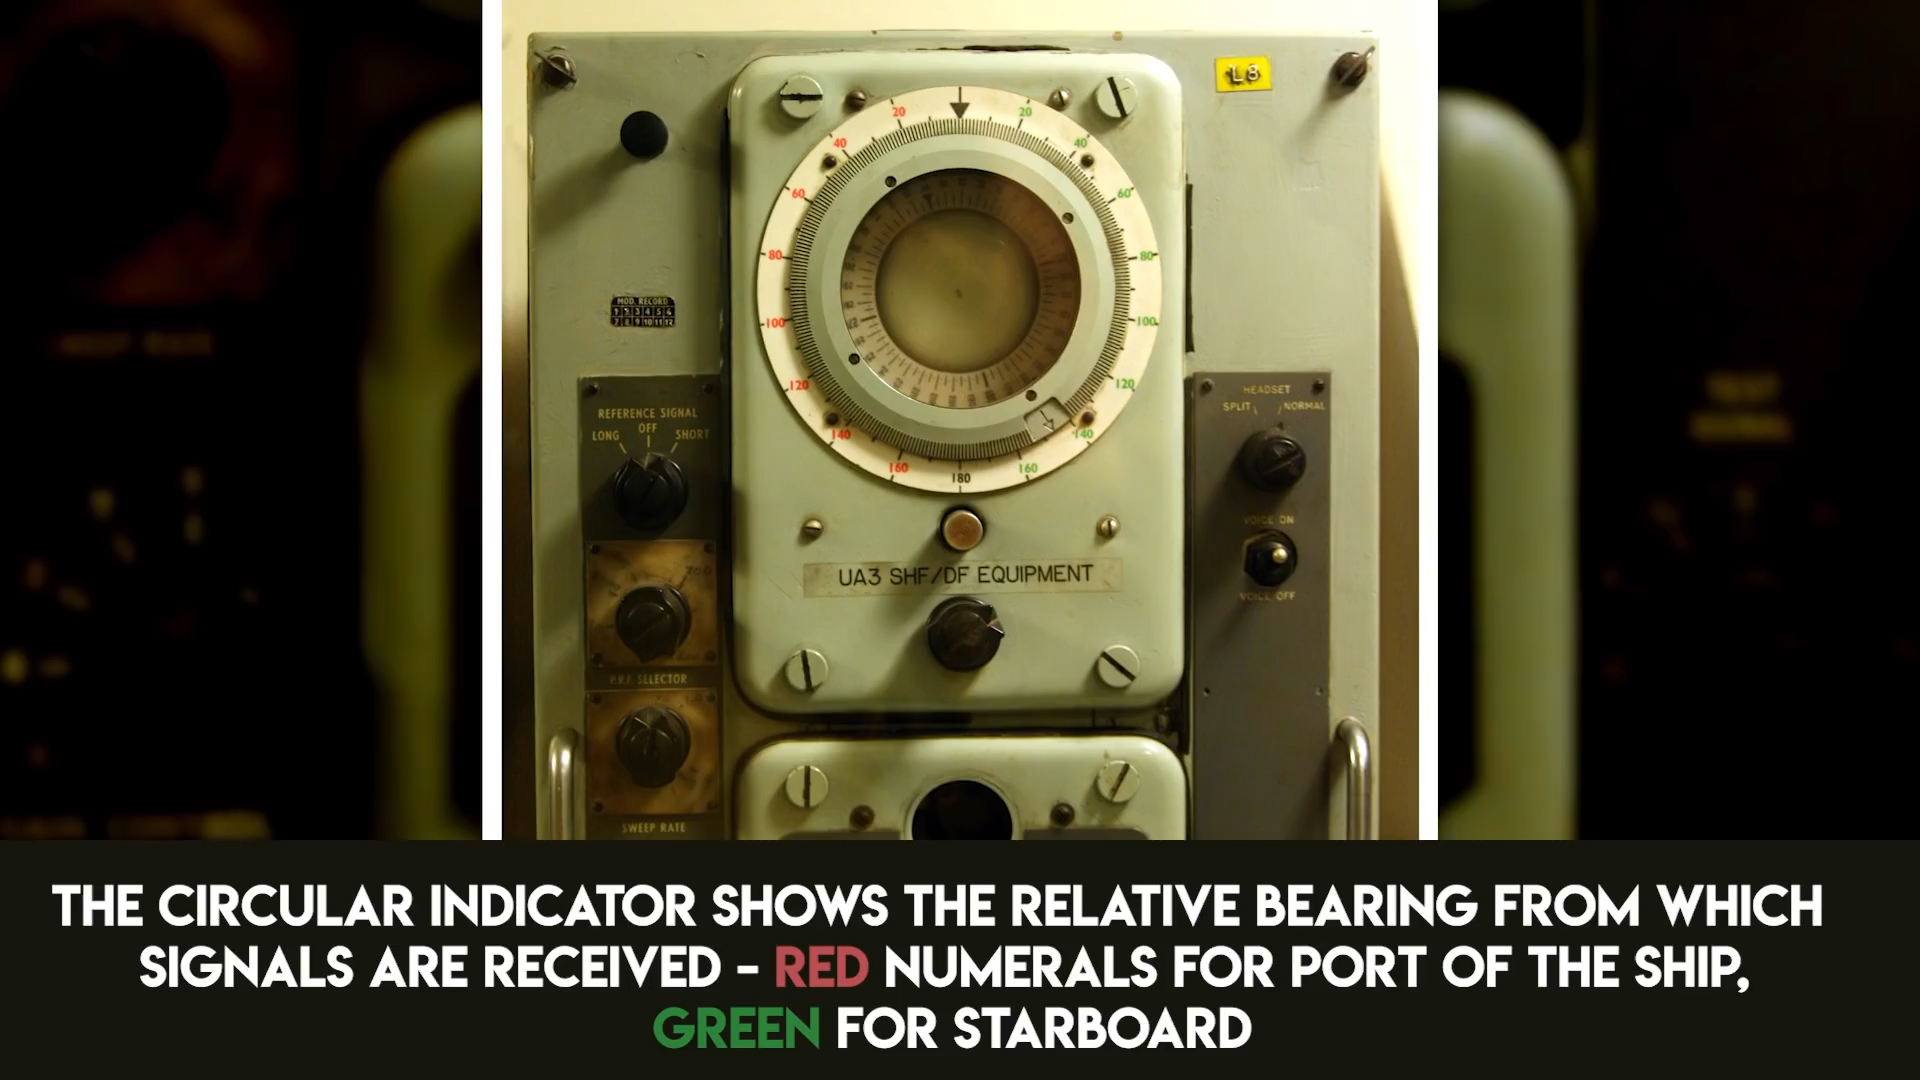 L8
20
20
40
40
60
60
80
80
100
100
120
120
140
140
160
180
160
MOD. RECORD
1 2 3 4 5 6
7 8 9 10 11 12
REFERENCE SIGNAL
OFF
LONG
SHORT
HEADSET
SPLIT
NORMAL
VOICE ON
VOICE OFF
UA3 SHF/DF EQUIPMENT
P.R.F. SELECTOR
SWEEP RATE
THE CIRCULAR INDICATOR SHOWS THE RELATIVE BEARING FROM WHICH
SIGNALS ARE RECEIVED - RED NUMERALS FOR PORT OF THE SHIP,
GREEN FOR STARBOARD